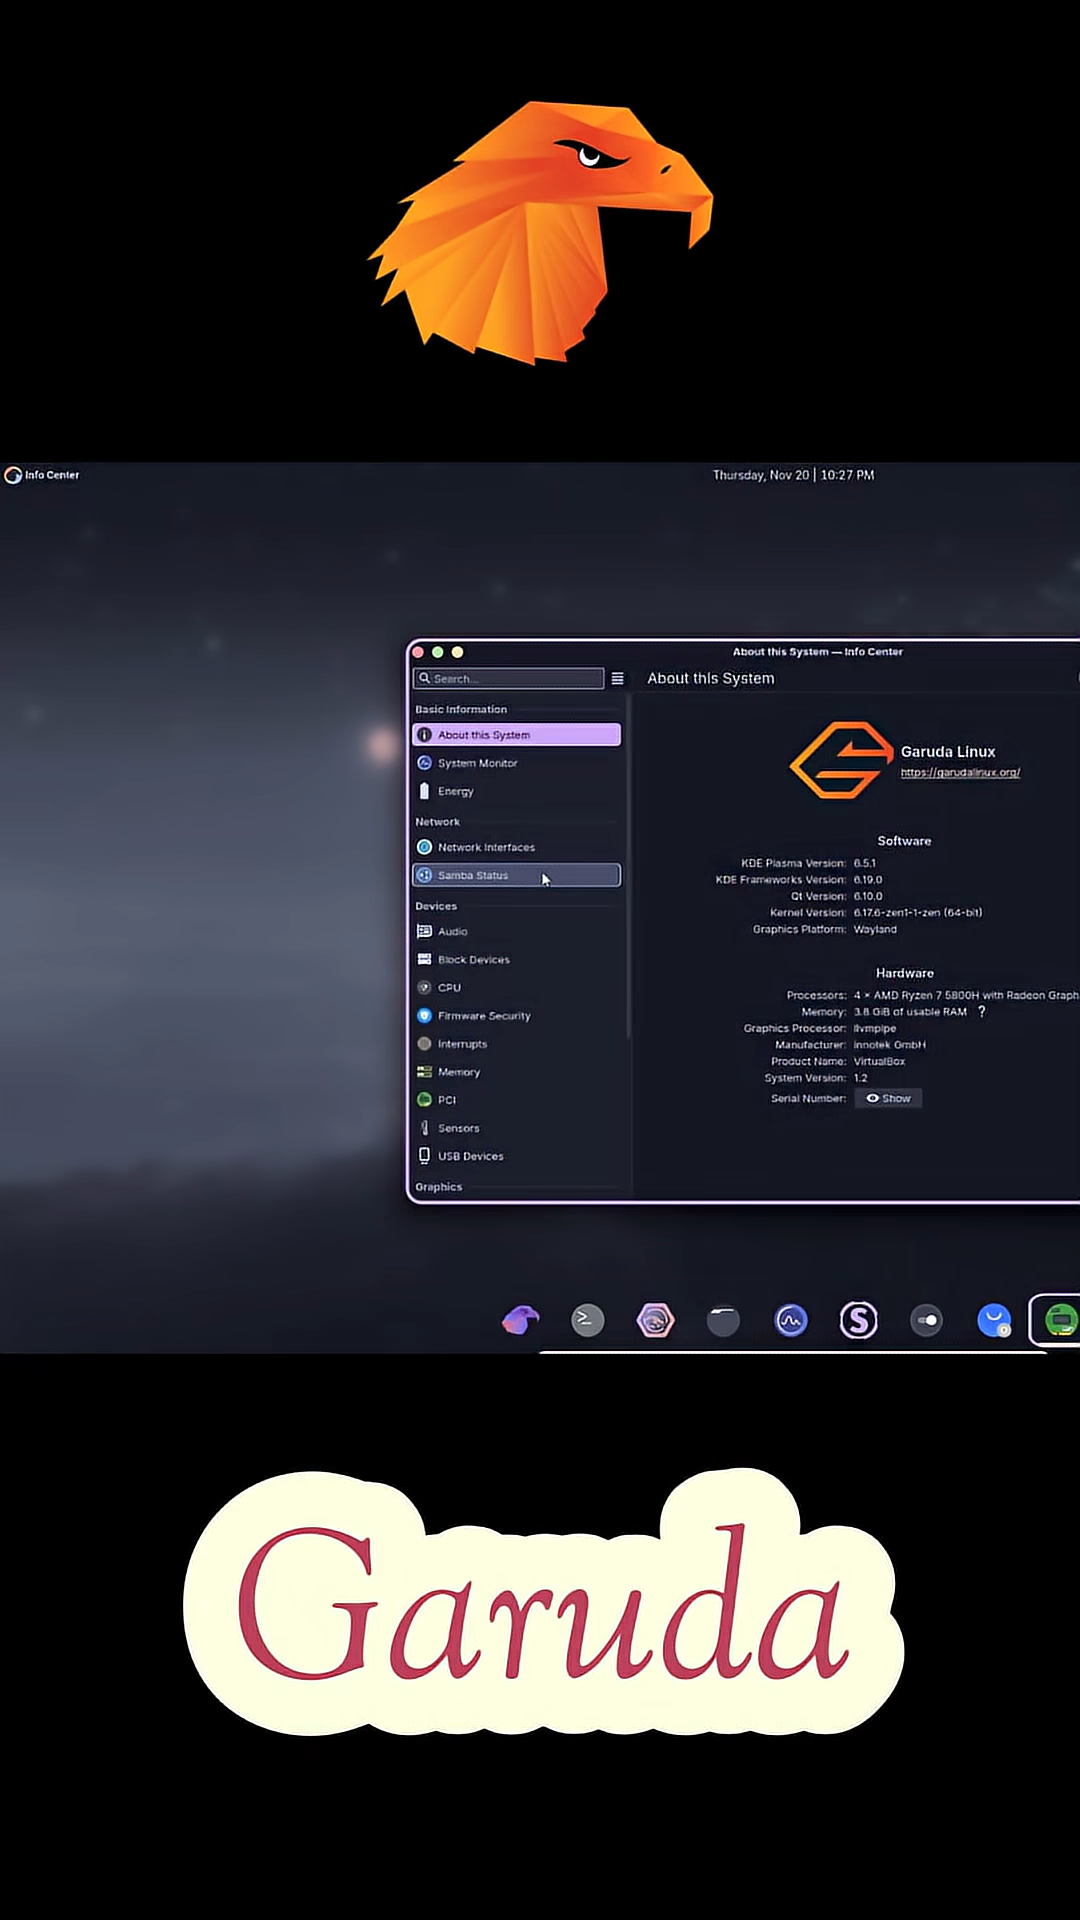 Info Center
Thursday, Nov 20 | 10:27 PM
About this System — Info Center
Search...
About this System
Basic Information
About this System
System Monitor
Energy
Network
Network Interfaces
Samba Status
Devices
Audio
Block Devices
CPU
Firmware Security
Interrupts
Memory
PCI
Sensors
USB Devices
Graphics
Garuda Linux
https://garudalinux.org/
Software
KDE Plasma Version: 6.5.1
KDE Frameworks Version: 6.19.0
Qt Version: 6.10.0
Kernel Version: 6.17.6-zen1-1-zen (64-bit)
Graphics Platform: Wayland
Hardware
Processors: 4 × AMD Ryzen 7 5800H with Radeon Graph
Memory: 3.8 GiB of usable RAM ?
Graphics Processor: llvmpipe
Manufacturer: innotek GmbH
Product Name: VirtualBox
System Version: 1.2
Serial Number: Show
Garuda